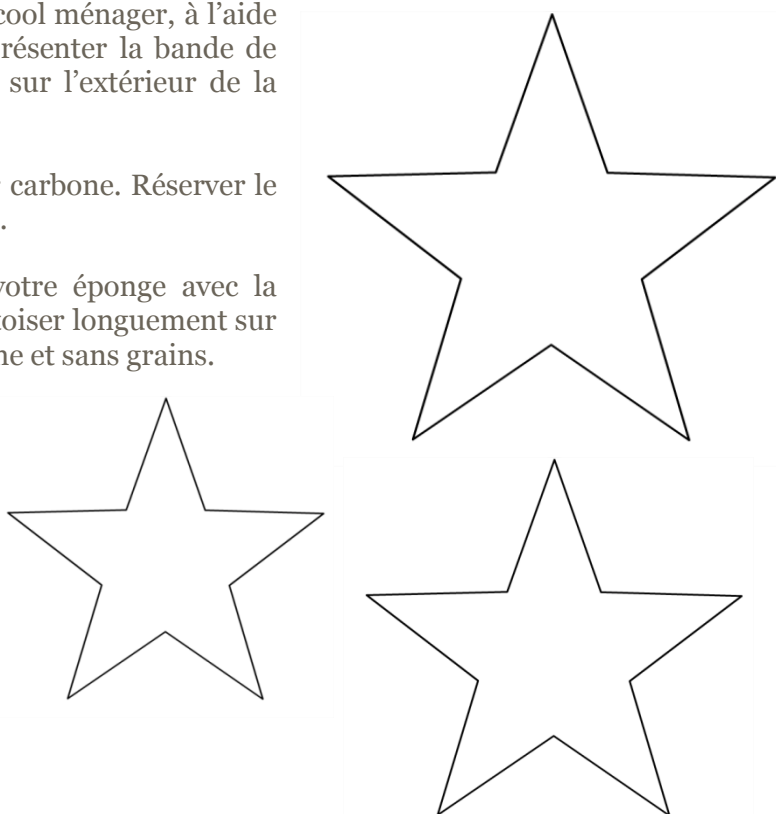 cool ménager, à l’aide
résenter la bande de
sur l’extérieur de la
carbone. Réserver le
.
votre éponge avec la
toiser longuement sur
ne et sans grains.